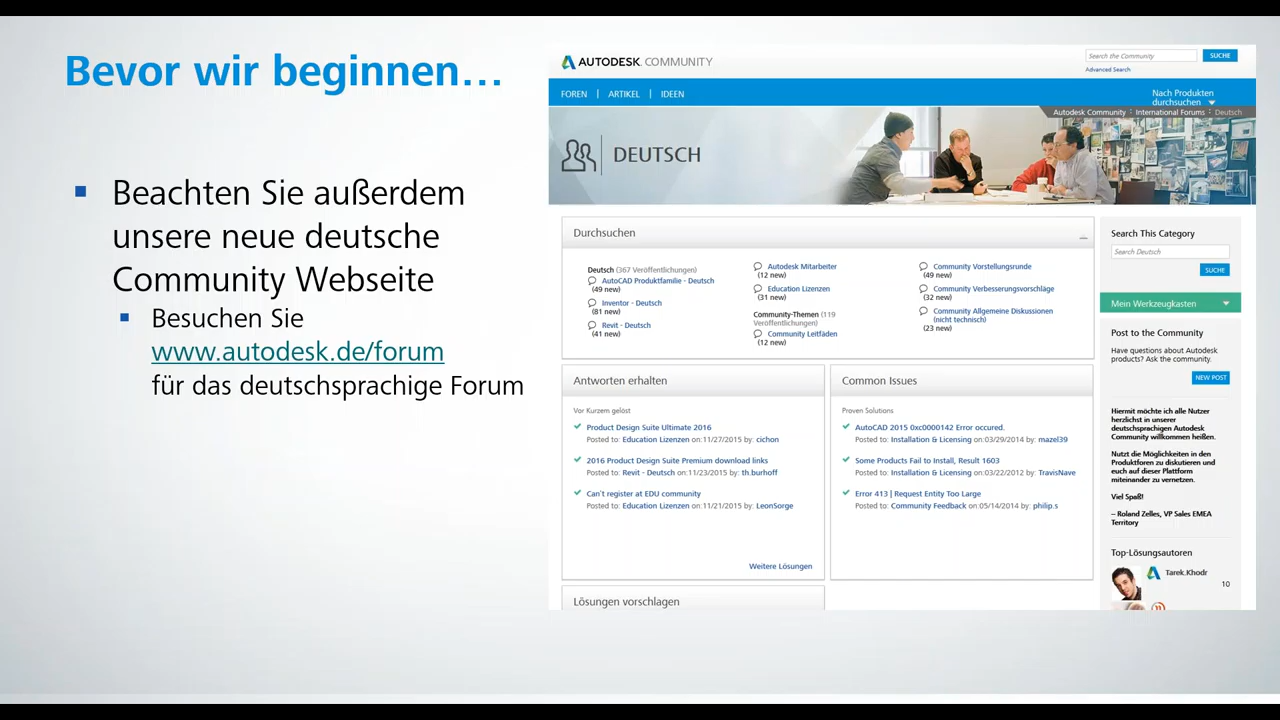 Bevor wir beginnen...
Beachten Sie außerdem
unsere neue deutsche
Community Webseite
Besuchen Sie
www.autodesk.de/forum
für das deutschsprachige Forum
AUTODESK. COMMUNITY
Search the Community
SUCHE
Advanced Search
FOREN | ARTIKEL | IDEEN
Nach Produkten
durchsuchen
Autodesk Community : International Forums : Deutsch
DEUTSCH
Durchsuchen
Deutsch (367 Veröffentlichungen)
AutoCAD Produktfamilie - Deutsch
(49 new)
Inventor - Deutsch
(81 new)
Revit - Deutsch
(41 new)
Autodesk Mitarbeiter
(12 new)
Education Lizenzen
(31 new)
Community-Themen (119
Veröffentlichungen)
Community Leitfäden
(12 new)
Community Vorstellungsrunde
(49 new)
Community Verbesserungsvorschläge
(32 new)
Community Allgemeine Diskussionen
(nicht technisch)
(23 new)
Antworten erhalten
Vor Kurzem gelöst
Product Design Suite Ultimate 2016
Posted to: Education Lizenzen on:11/27/2015 by: cichon
2016 Product Design Suite Premium download links
Posted to: Revit - Deutsch on:11/23/2015 by: th.burhoff
Can't register at EDU community
Posted to: Education Lizenzen on:11/21/2015 by: LeonSorge
Weitere Lösungen
Common Issues
Proven Solutions
AutoCAD 2015 0xc0000142 Error occured.
Posted to: Installation & Licensing on:03/29/2014 by: mazel39
Some Products Fail to Install, Result 1603
Posted to: Installation & Licensing on:03/22/2012 by: TravisNave
Error 413 | Request Entity Too Large
Posted to: Community Feedback on:05/14/2014 by: philip.s
Lösungen vorschlagen
Search This Category
Search Deutsch
SUCHE
Mein Werkzeugkasten
Post to the Community
Have questions about Autodesk
products? Ask the community.
NEW POST
Hiermit möchte ich alle Nutzer
herzlichst in unserer
deutschsprachigen Autodesk
Community willkommen heißen.
Nutzt die Möglichkeiten in den
Produktforen zu diskutieren und
euch auf dieser Plattform
miteinander zu vernetzen.
Viel Spaß!
-- Roland Zelles, VP Sales EMEA
Territory
Top-Lösungsautoren
Tarek.Khodr
10